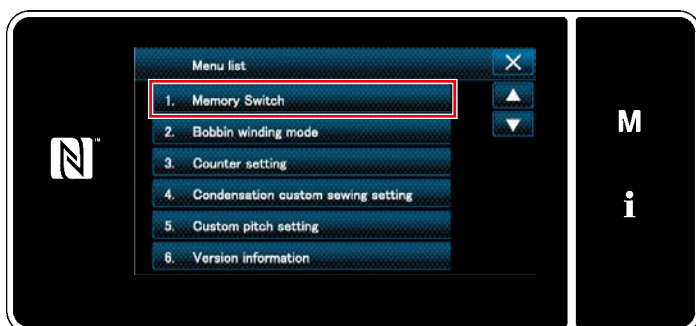 Menu list
1. Memory Switch
2. Bobbin winding mode
3. Counter setting
4. Condensation custom sewing setting
5. Custom pitch setting
6. Version information
N
M
i